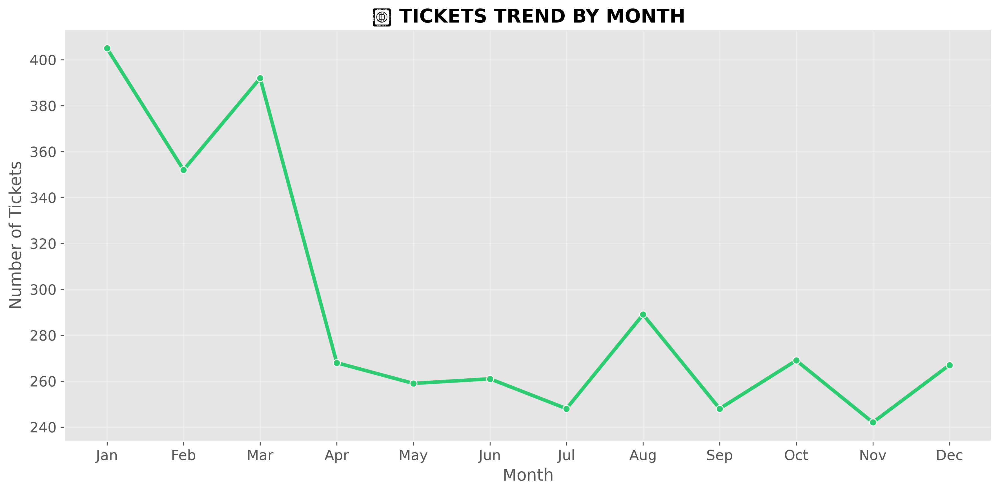 TICKETS TREND BY MONTH
Number of Tickets
400
380
360
340
320
300
280
260
240
Jan Feb Mar Apr May Jun Jul Aug Sep Oct Nov Dec
Month